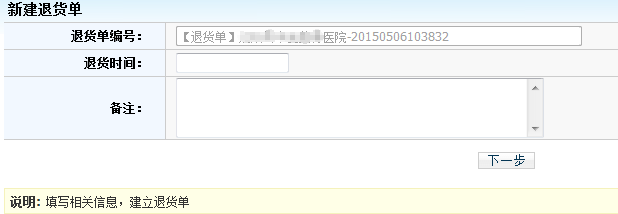 新建退货单
退货单编号：【退货单】医院-20150506103832
退货时间：
备注：
下一步
说明：填写相关信息，建立退货单